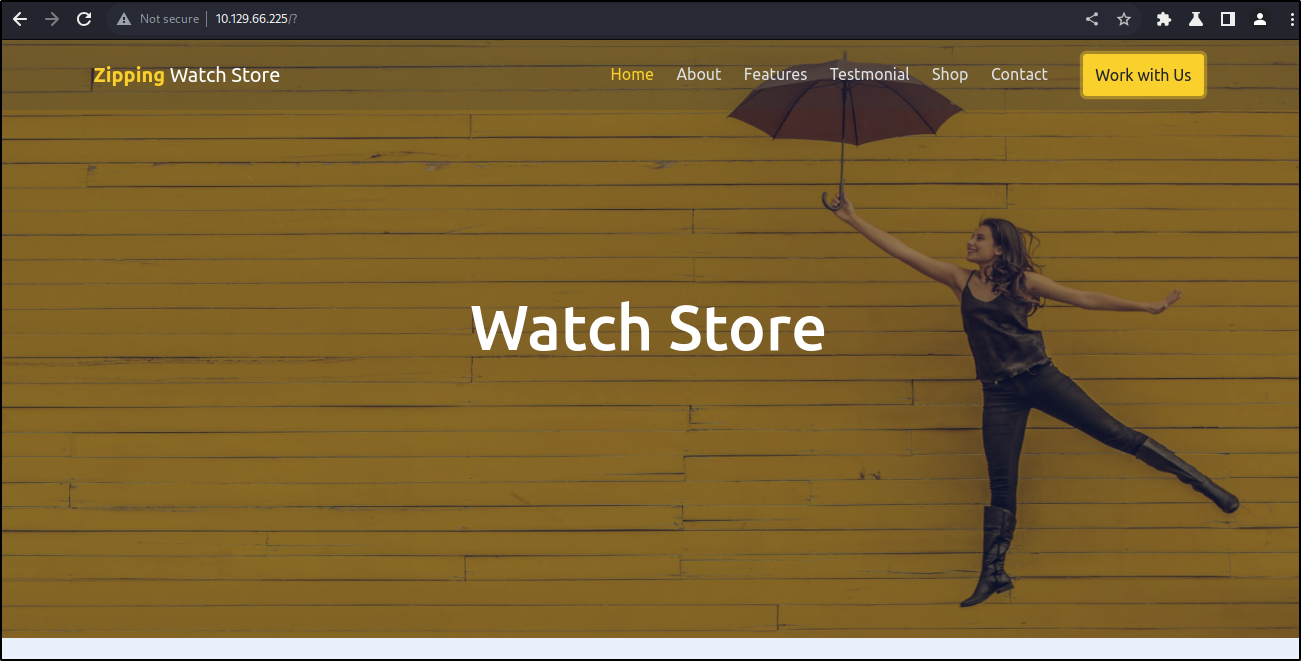 Not secure 10.129.66.225/?
Zipping Watch Store Home About Features Testmonial Shop Contact Work with Us
Watch Store